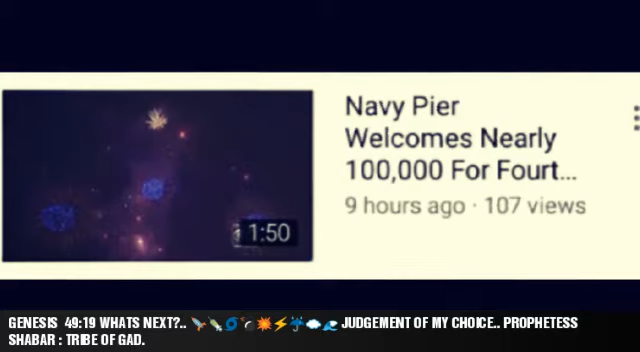 Navy Pier
Welcomes Nearly
100,000 For Fourt...
9 hours ago · 107 views
1:50
GENESIS 49:19 WHATS NEXT?.. 🚀🍾🌀💣💥⚡☔☁🌊 JUDGEMENT OF MY CHOICE.. PROPHETESS
SHABAR : TRIBE OF GAD.